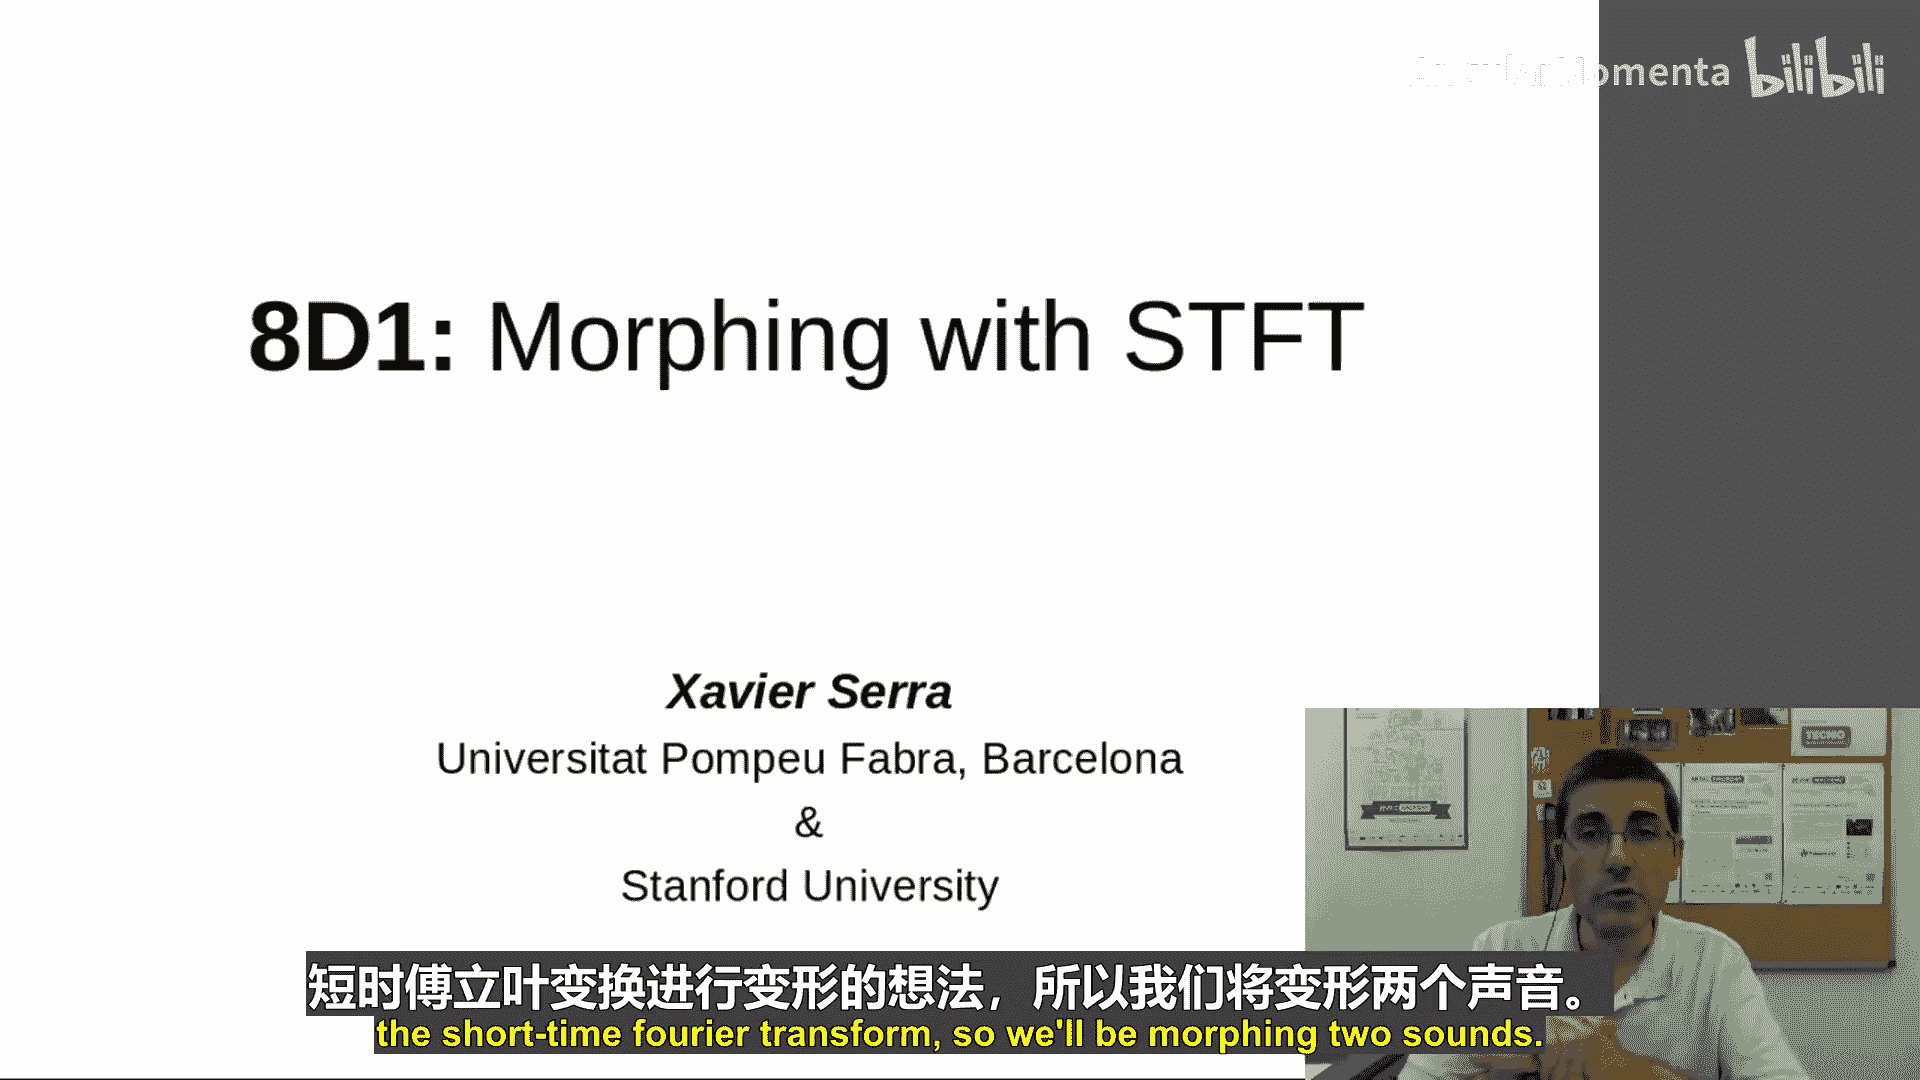 omenta bilibili
8D1: Morphing with STFT
Xavier Serra
Universitat Pompeu Fabra, Barcelona
&
Stanford University
TECNIO
短时傅立叶变换进行变形的想法，所以我们将变形两个声音。
the short-time fourier transform, so we'll be morphing two sounds.